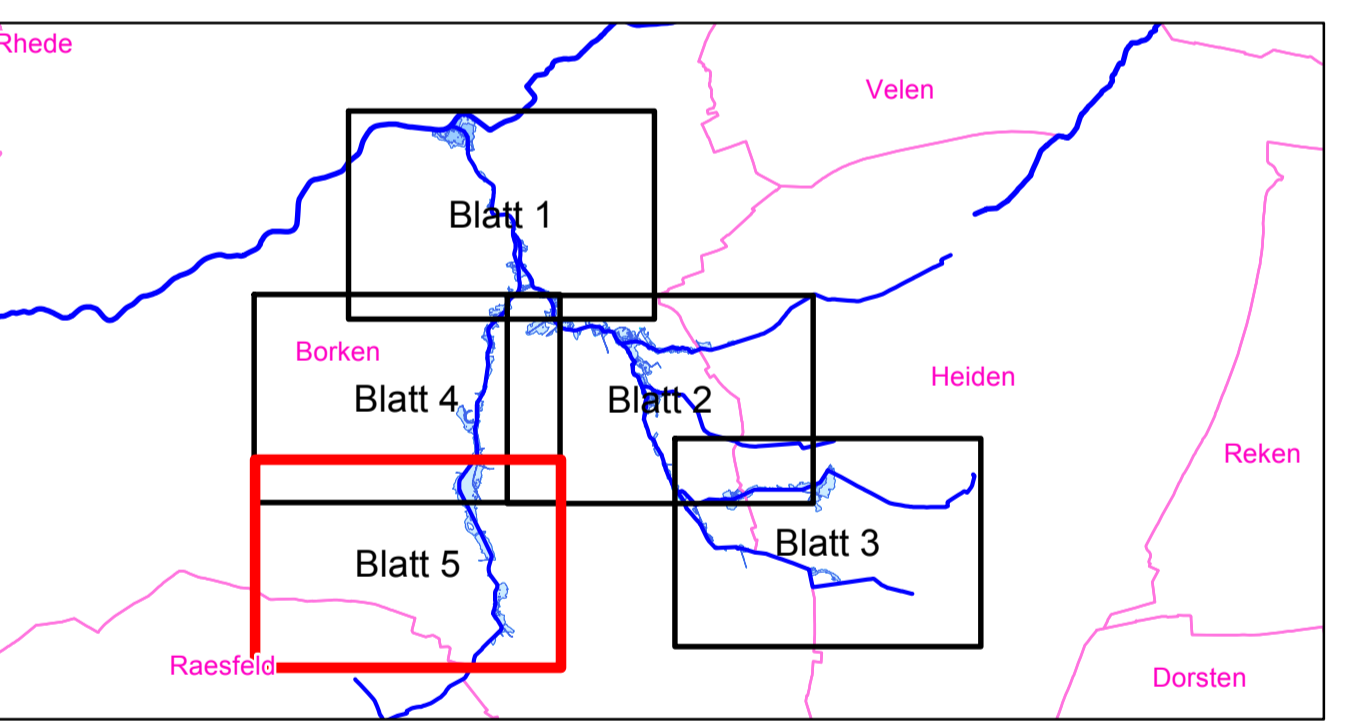 Rhede
Velen
Blatt 1
Borken
Heiden
Blatt 4
Blatt 2
Reken
Blatt 3
Blatt 5
Raesfeld
Dorsten